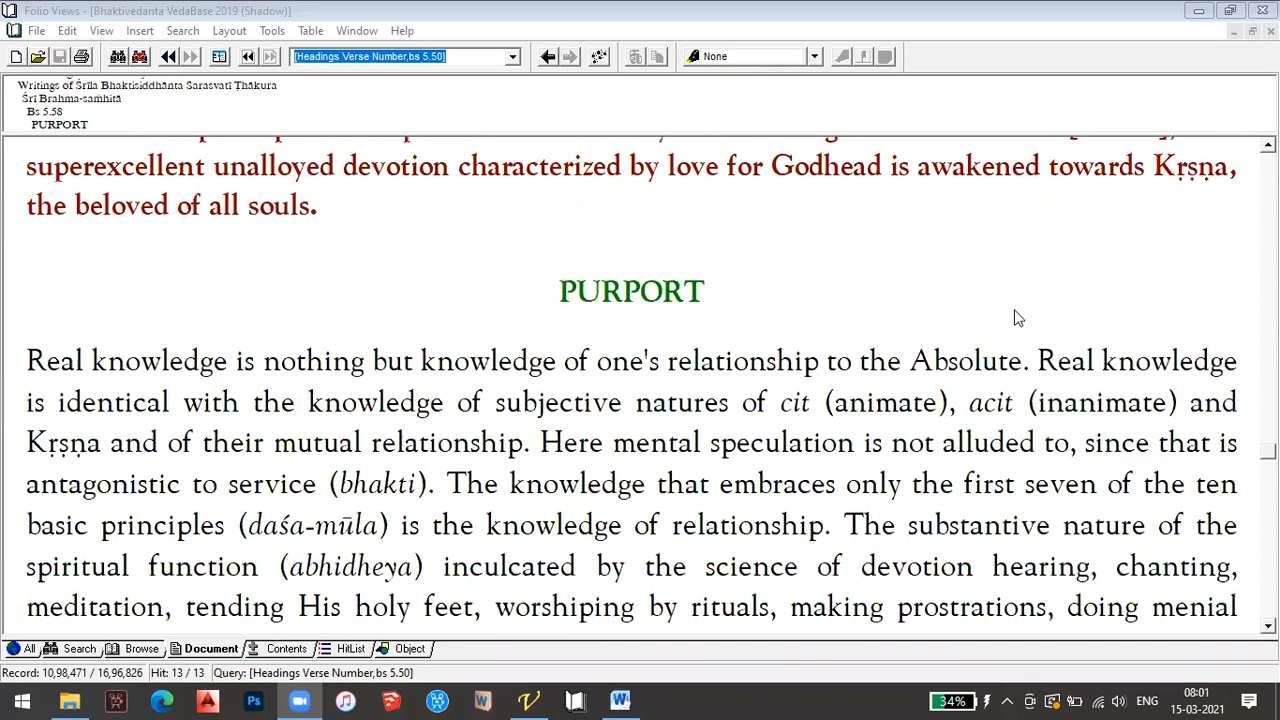 Folio Views - [Bhaktivedanta VedaBase 2019 (Shadow)]
File Edit View Insert Search Layout Tools Table Window Help
[Headings Verse Number,bs 5.50] None
Writings of Śrīla Bhaktisiddhānta Sarasvatī Ṭhākura
Śrī Brahma-saṁhitā
Bs 5.58
PURPORT
superexcellent unalloyed devotion characterized by love for Godhead is awakened towards Kṛṣṇa,
the beloved of all souls.
PURPORT
Real knowledge is nothing but knowledge of one's relationship to the Absolute. Real knowledge
is identical with the knowledge of subjective natures of cit (animate), acit (inanimate) and
Kṛṣṇa and of their mutual relationship. Here mental speculation is not alluded to, since that is
antagonistic to service (bhakti). The knowledge that embraces only the first seven of the ten
basic principles (daśa-mūla) is the knowledge of relationship. The substantive nature of the
spiritual function (abhidheya) inculcated by the science of devotion hearing, chanting,
meditation, tending His holy feet, worshiping by rituals, making prostrations, doing menial
All Search Browse Document Contents HitList Object
Record: 10,98,471 / 16,96,826 Hit: 13 / 13 Query: [Headings Verse Number,bs 5.50]
34% ENG 08:01
15-03-2021